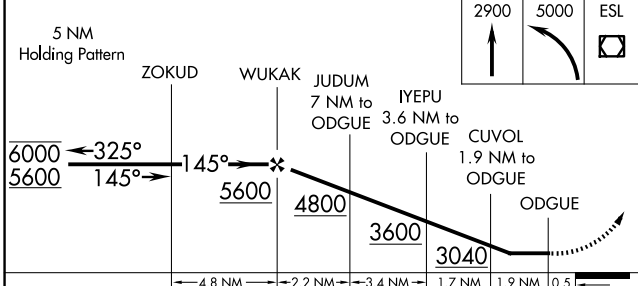 2900 5000 ESL
5 NM
Holding Pattern
ZOKUD
WUKAK
JUDUM
7 NM to
ODGUE
IYEPU
3.6 NM to
ODGUE
CUVOL
1.9 NM to
ODGUE
ODGUE
6000 325°
5600 145°
145°
5600
4800
3600
3040
4.8 NM 2.2 NM 3.4 NM 1.7 NM 1.9 NM 0.5